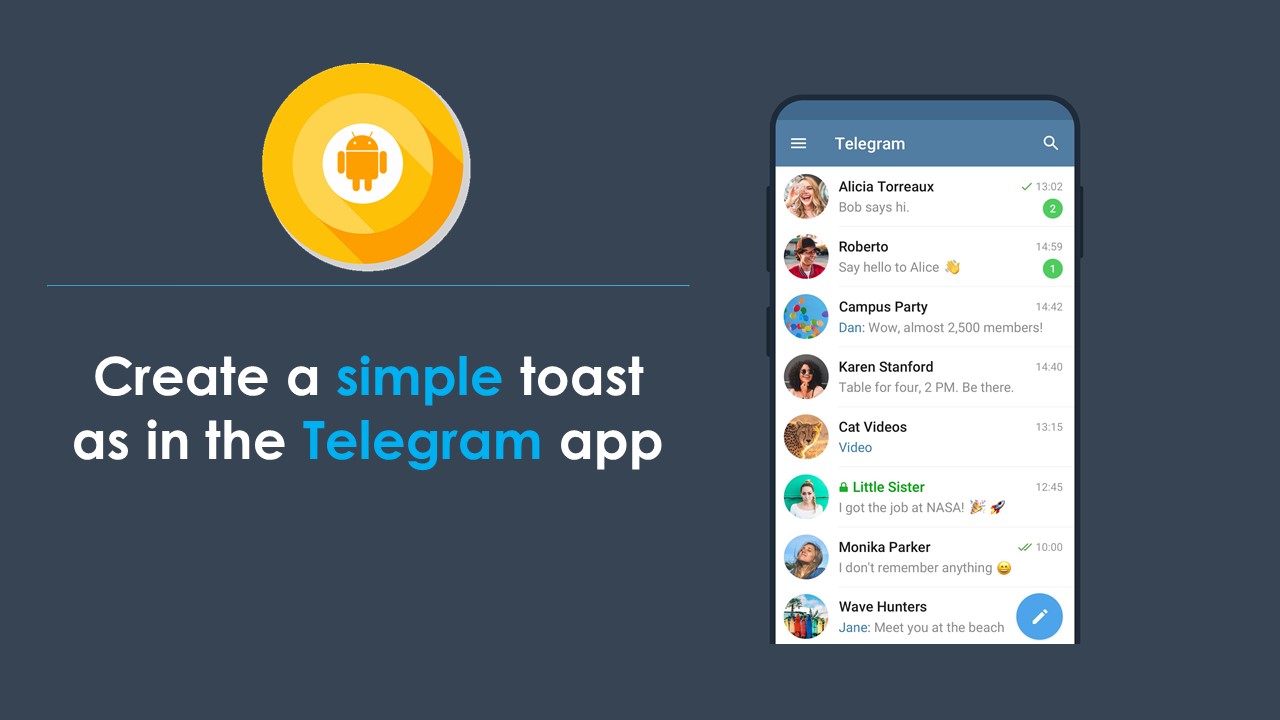 Create a simple toast
as in the Telegram app
Telegram
Alicia Torreaux 13:02
Bob says hi. 2
Roberto 14:59
Say hello to Alice 👋 1
Campus Party 14:42
Dan: Wow, almost 2,500 members!
Karen Stanford 14:40
Table for four, 2 PM. Be there.
Cat Videos 13:15
Video
Little Sister 12:45
I got the job at NASA! 🎉 🚀
Monika Parker 10:00
I don't remember anything 😄
Wave Hunters
Jane: Meet you at the beach